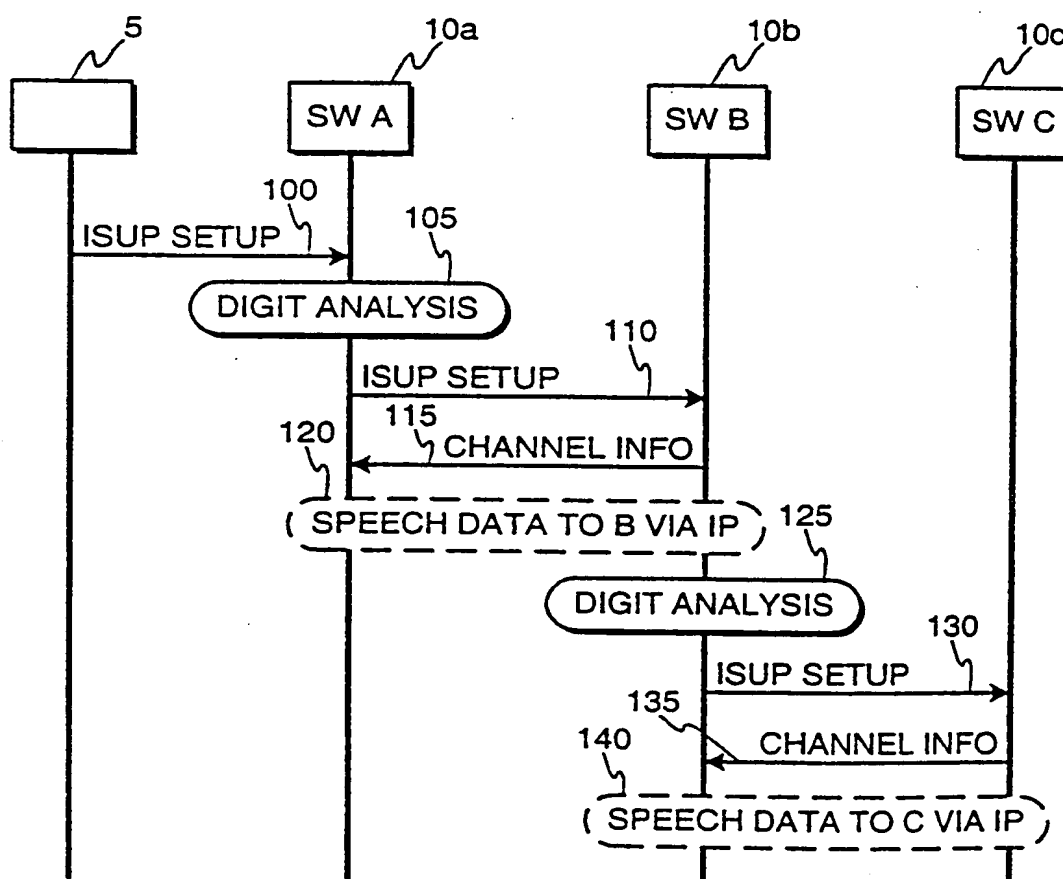 5
10a
10b
10c
SW A
SW B
SW C
100
ISUP SETUP
105
DIGIT ANALYSIS
110
ISUP SETUP
115
CHANNEL INFO
120
SPEECH DATA TO B VIA IP
125
DIGIT ANALYSIS
130
ISUP SETUP
135
CHANNEL INFO
140
SPEECH DATA TO C VIA IP